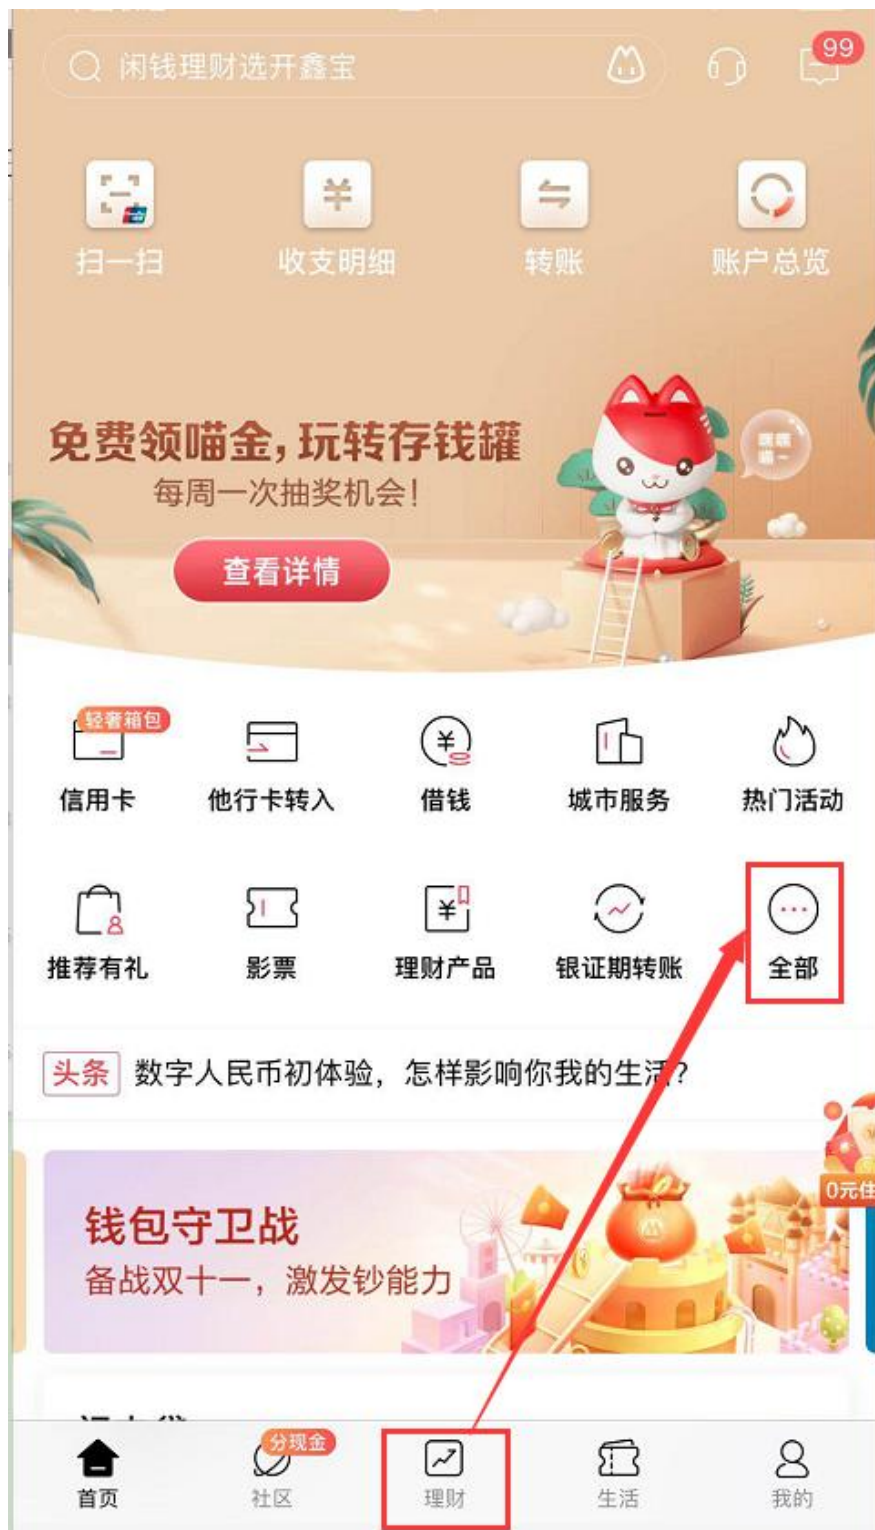 闲钱理财选开鑫宝
99
扫一扫 收支明细 转账 账户总览
免费领喵金,玩转存钱罐
每周一次抽奖机会!
查看详情
轻奢箱包
信用卡 他行卡转入 借钱 城市服务 热门活动
推荐有礼 影票 理财产品 银证期转账 全部
头条 数字人民币初体验，怎样影响你我的生活?
0元住
钱包守卫战
备战双十一，激发钞能力
分现金
首页 社区 理财 生活 我的